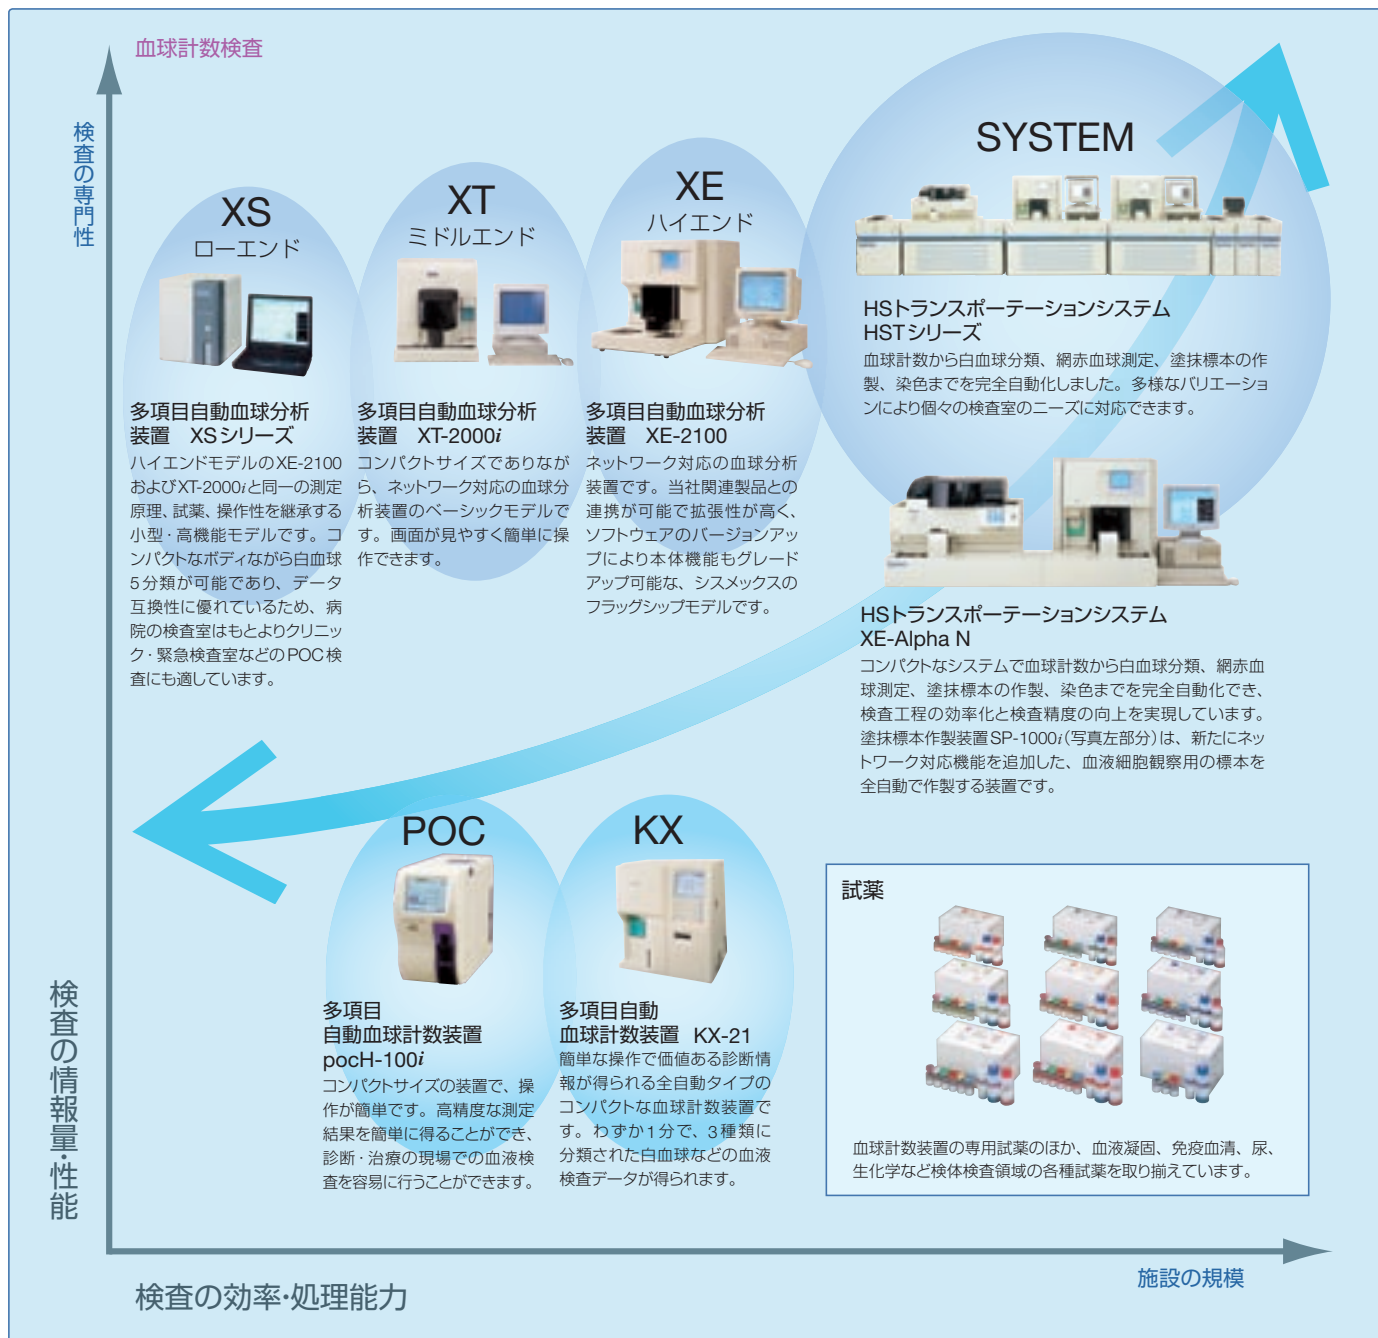 血球計数検査
検査の専門性
XS
ローエンド
多項目自動血球分析
装置　XSシリーズ
ハイエンドモデルのXE-2100
およびXT-2000iと同一の測定
原理、試薬、操作性を継承する
小型・高機能モデルです。コ
ンパクトなボディながら白血球
5分類が可能であり、データ
互換性に優れているため、病
院の検査室はもとよりクリニッ
ク・緊急検査室などのPOC検
査にも適しています。
XT
ミドルエンド
多項目自動血球分析
装置　XT-2000i
コンパクトサイズでありなが
ら、ネットワーク対応の血球分
析装置のベーシックモデルで
す。画面が見やすく簡単に操
作できます。
XE
ハイエンド
多項目自動血球分析
装置　XE-2100
ネットワーク対応の血球分析
装置です。当社関連製品との
連携が可能で拡張性が高く、
ソフトウェアのバージョンアッ
プにより本体機能もグレード
アップ可能な、シスメックスの
フラッグシップモデルです。
SYSTEM
HSトランスポーテーションシステム
HSTシリーズ
血球計数から白血球分類、網赤血球測定、塗抹標本の作
製、染色までを完全自動化しました。多様なバリエーショ
ンにより個々の検査室のニーズに対応できます。
HSトランスポーテーションシステム
XE-Alpha N
コンパクトなシステムで血球計数から白血球分類、網赤血
球測定、塗抹標本の作製、染色までを完全自動化でき、
検査工程の効率化と検査精度の向上を実現しています。
塗抹標本作製装置SP-1000i(写真左部分)は、新たにネッ
トワーク対応機能を追加した、血液細胞観察用の標本を
全自動で作製する装置です。
POC
多項目
自動血球計数装置
pocH-100i
コンパクトサイズの装置で、操
作が簡単です。高精度な測定
結果を簡単に得ることができ、
診断・治療の現場での血液検
査を容易に行うことができます。
KX
多項目自動
血球計数装置　KX-21
簡単な操作で価値ある診断情
報が得られる全自動タイプの
コンパクトな血球計数装置で
す。わずか1分で、3種類に
分類された白血球などの血液
検査データが得られます。
試薬
血球計数装置の専用試薬のほか、血液凝固、免疫血清、尿、
生化学など検体検査領域の各種試薬を取り揃えています。
検査の情報量・性能
検査の効率・処理能力
施設の規模